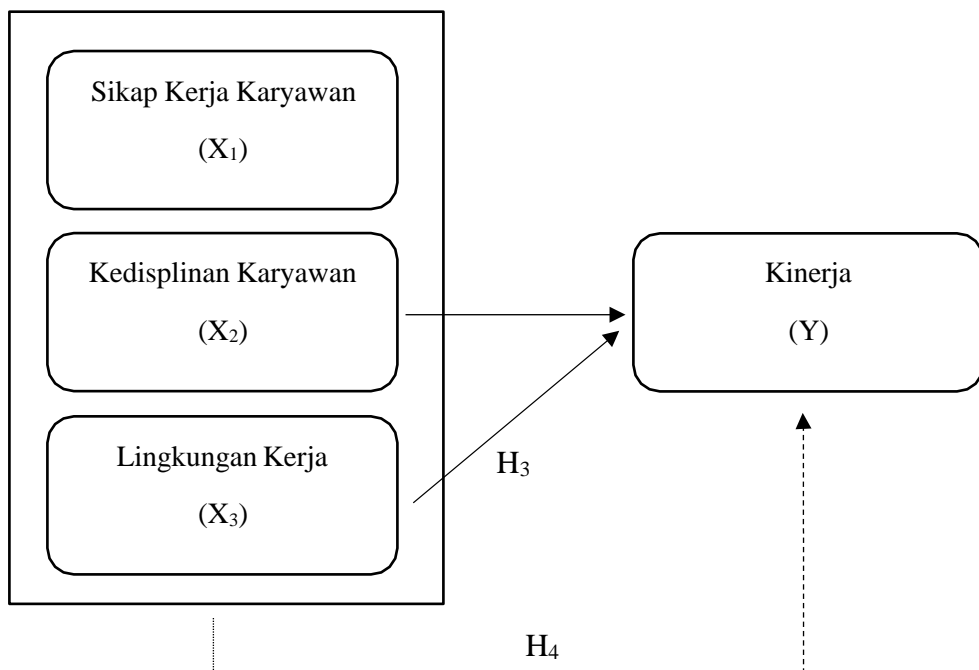 Sikap Kerja Karyawan
(X₁)
Kedisplinan Karyawan
(X₂)
Kinerja
(Y)
Lingkungan Kerja
(X₃)
H₃
H₄